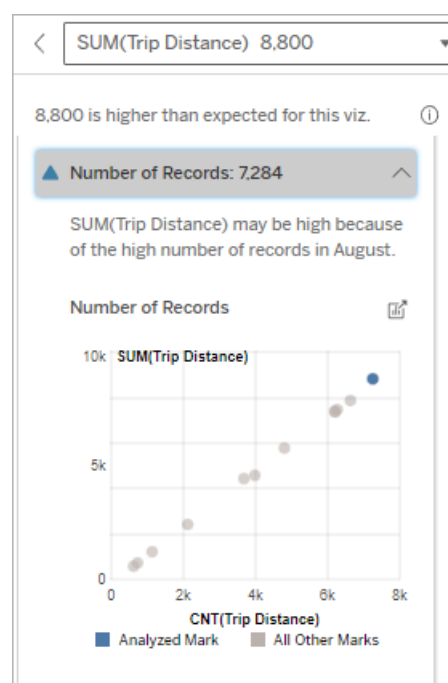 SUM(Trip Distance) 8,800
8,800 is higher than expected for this viz.
Number of Records: 7,284
SUM(Trip Distance) may be high because
of the high number of records in August.
Number of Records
10k SUM(Trip Distance)
5k
0
0 2k 4k 6k 8k
CNT(Trip Distance)
Analyzed Mark All Other Marks